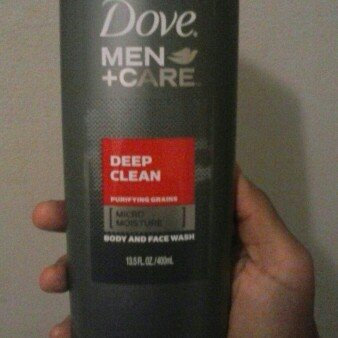 Dove
MEN
+CARE
DEEP
CLEAN
PURIFYING GRAINS
[MICRO
MOISTURE]
BODY AND FACE WASH
13.5 FL. OZ./400mL